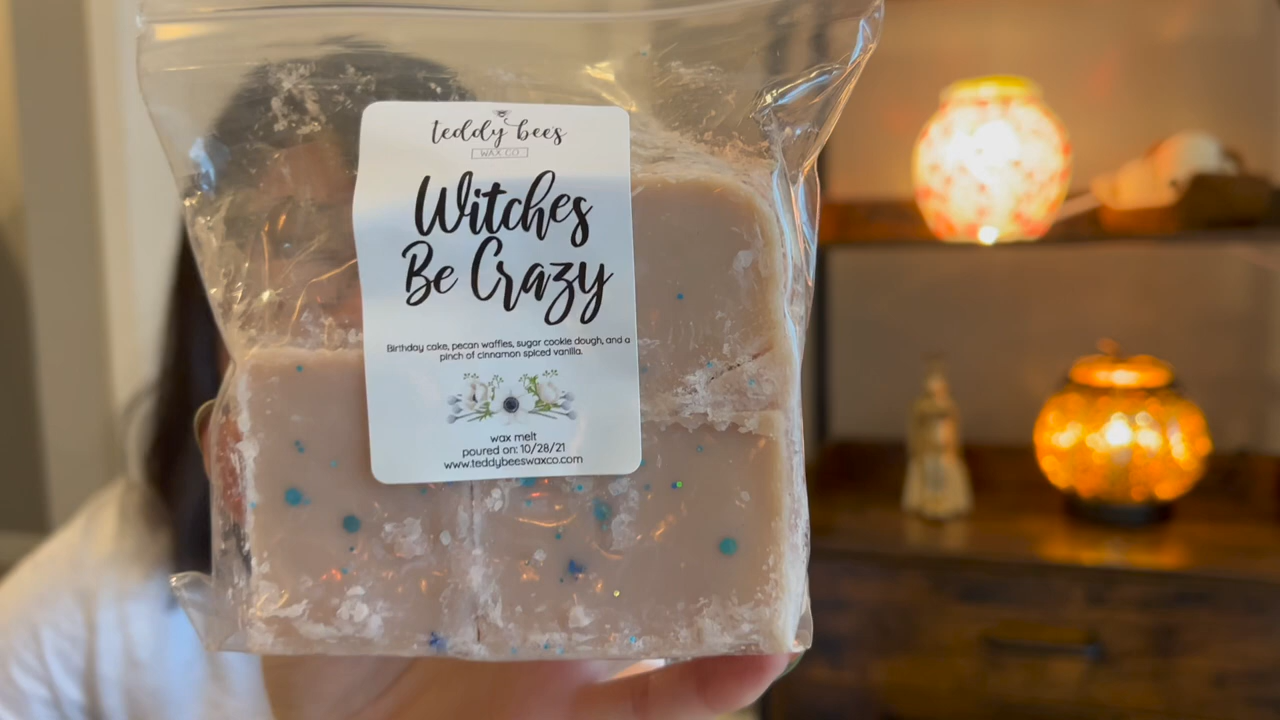 teddy bees
WAX CO
Witches
Be Crazy
Birthday cake, pecan waffles, sugar cookie dough, and a
pinch of cinnamon spiced vanilla.
wax melt
poured on: 10/28/21
www.teddybeeswaxco.com